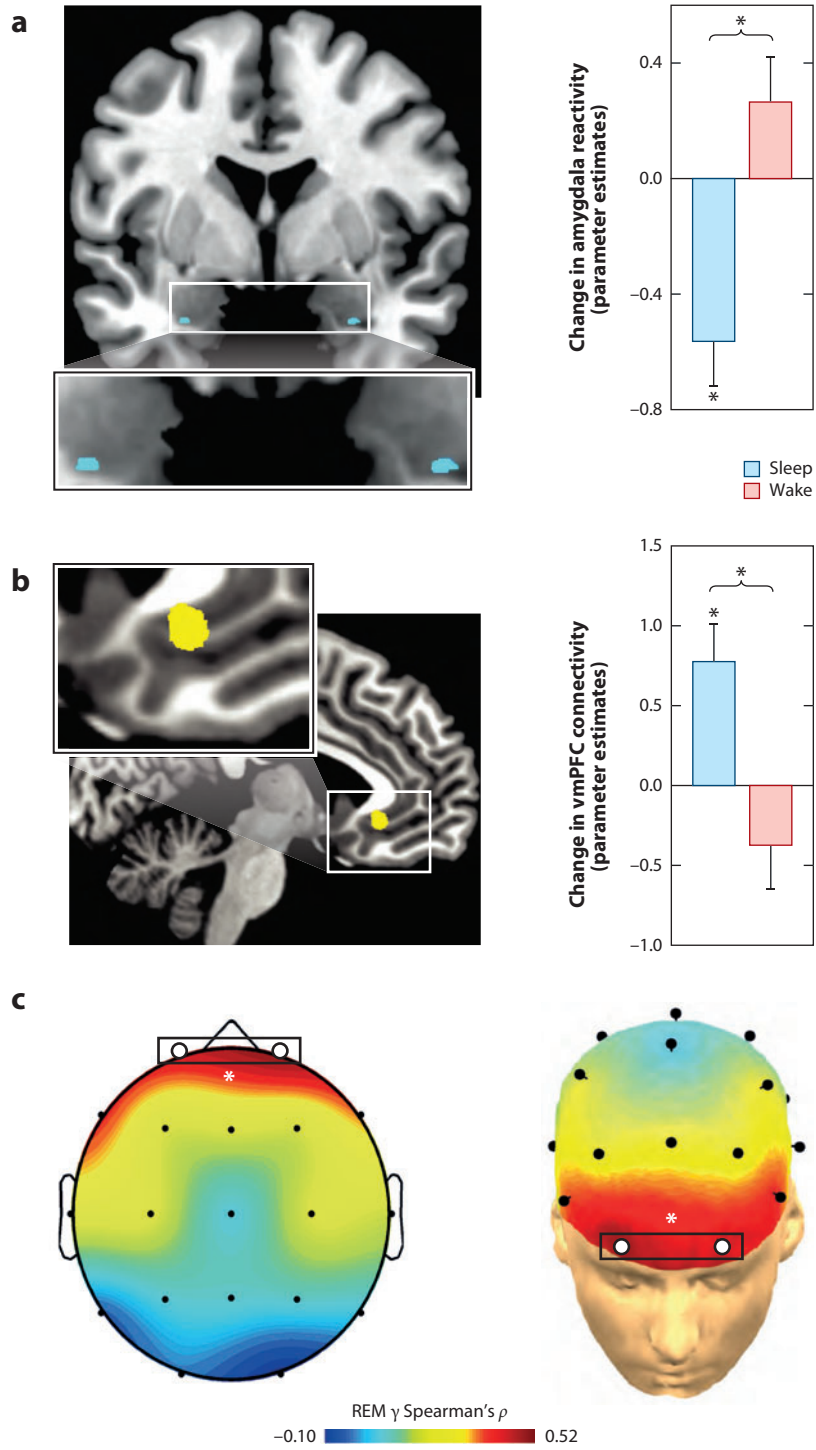 a
*
0.4
0.0
−0.4
−0.8
*
Change in amygdala reactivity
(parameter estimates)
Sleep
Wake
b
1.5
1.0
0.5
0.0
−0.5
−1.0
*
*
Change in vmPFC connectivity
(parameter estimates)
c
*
*
REM γ Spearman's ρ
−0.10
0.52